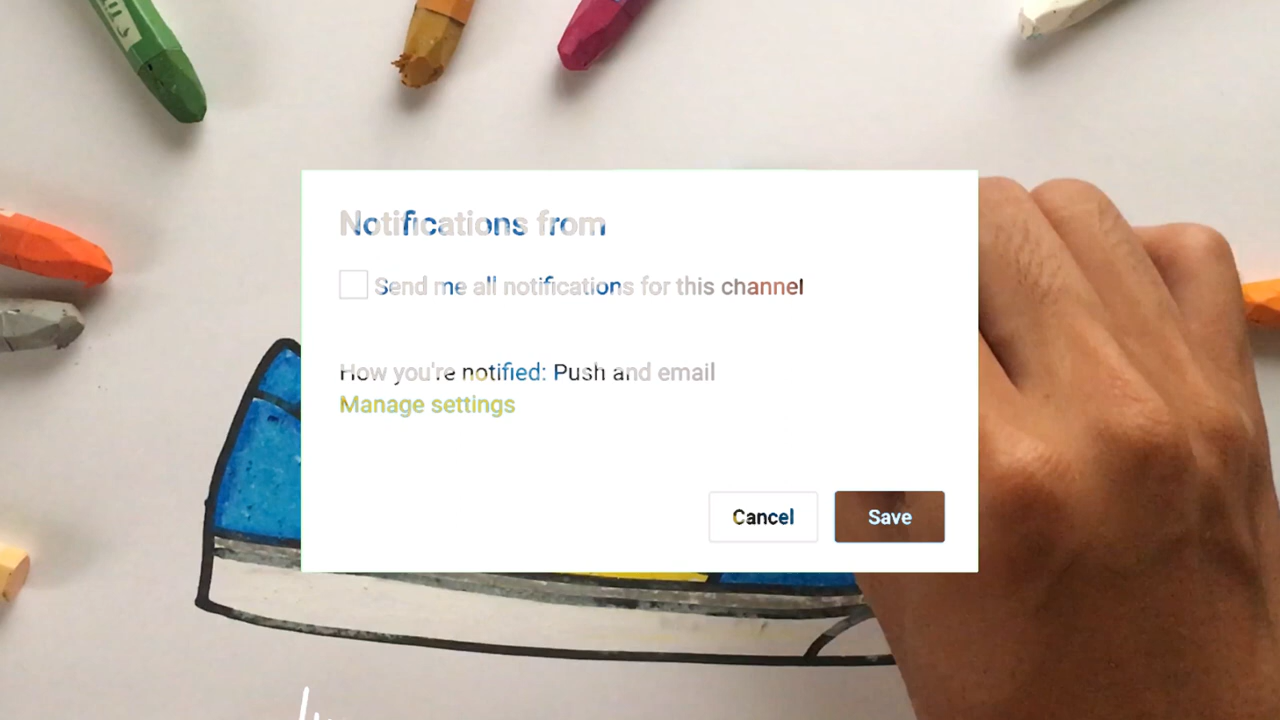 Notifications from
Send me all notifications for this channel
How you're notified: Push and email
Manage settings
Cancel
Save